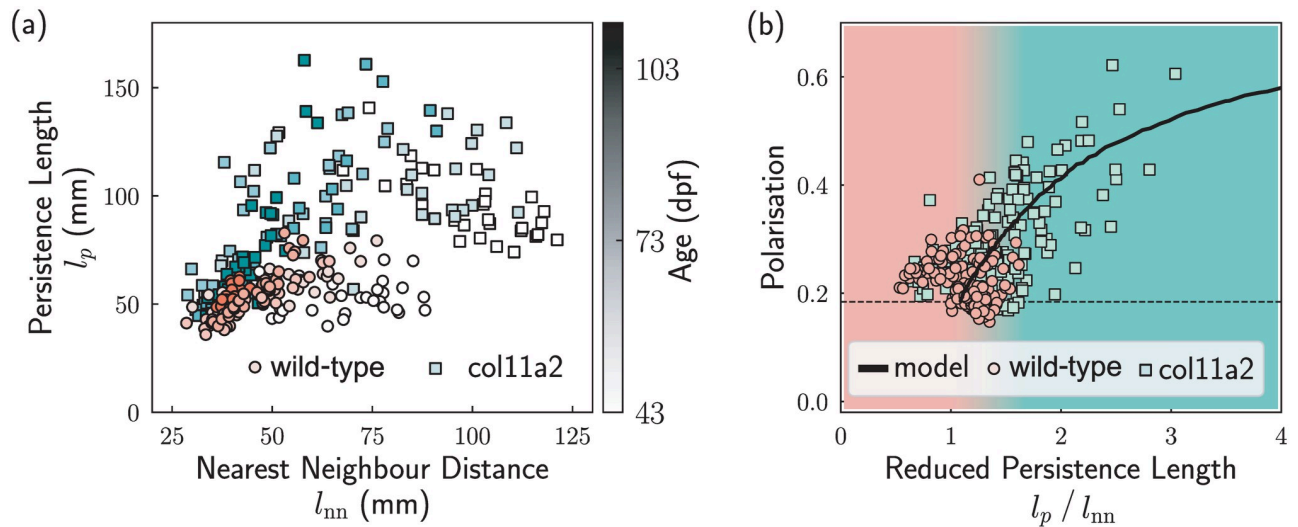 (a)
Persistence Length
l_p (mm)
150
100
50
0
wild-type
col11a2
25
50
75
100
125
Nearest Neighbour Distance
l_nn (mm)
103
73
43
Age (dpf)
(b)
Polarisation
0.6
0.4
0.2
0.0
model
wild-type
col11a2
0
1
2
3
4
Reduced Persistence Length
l_p / l_nn